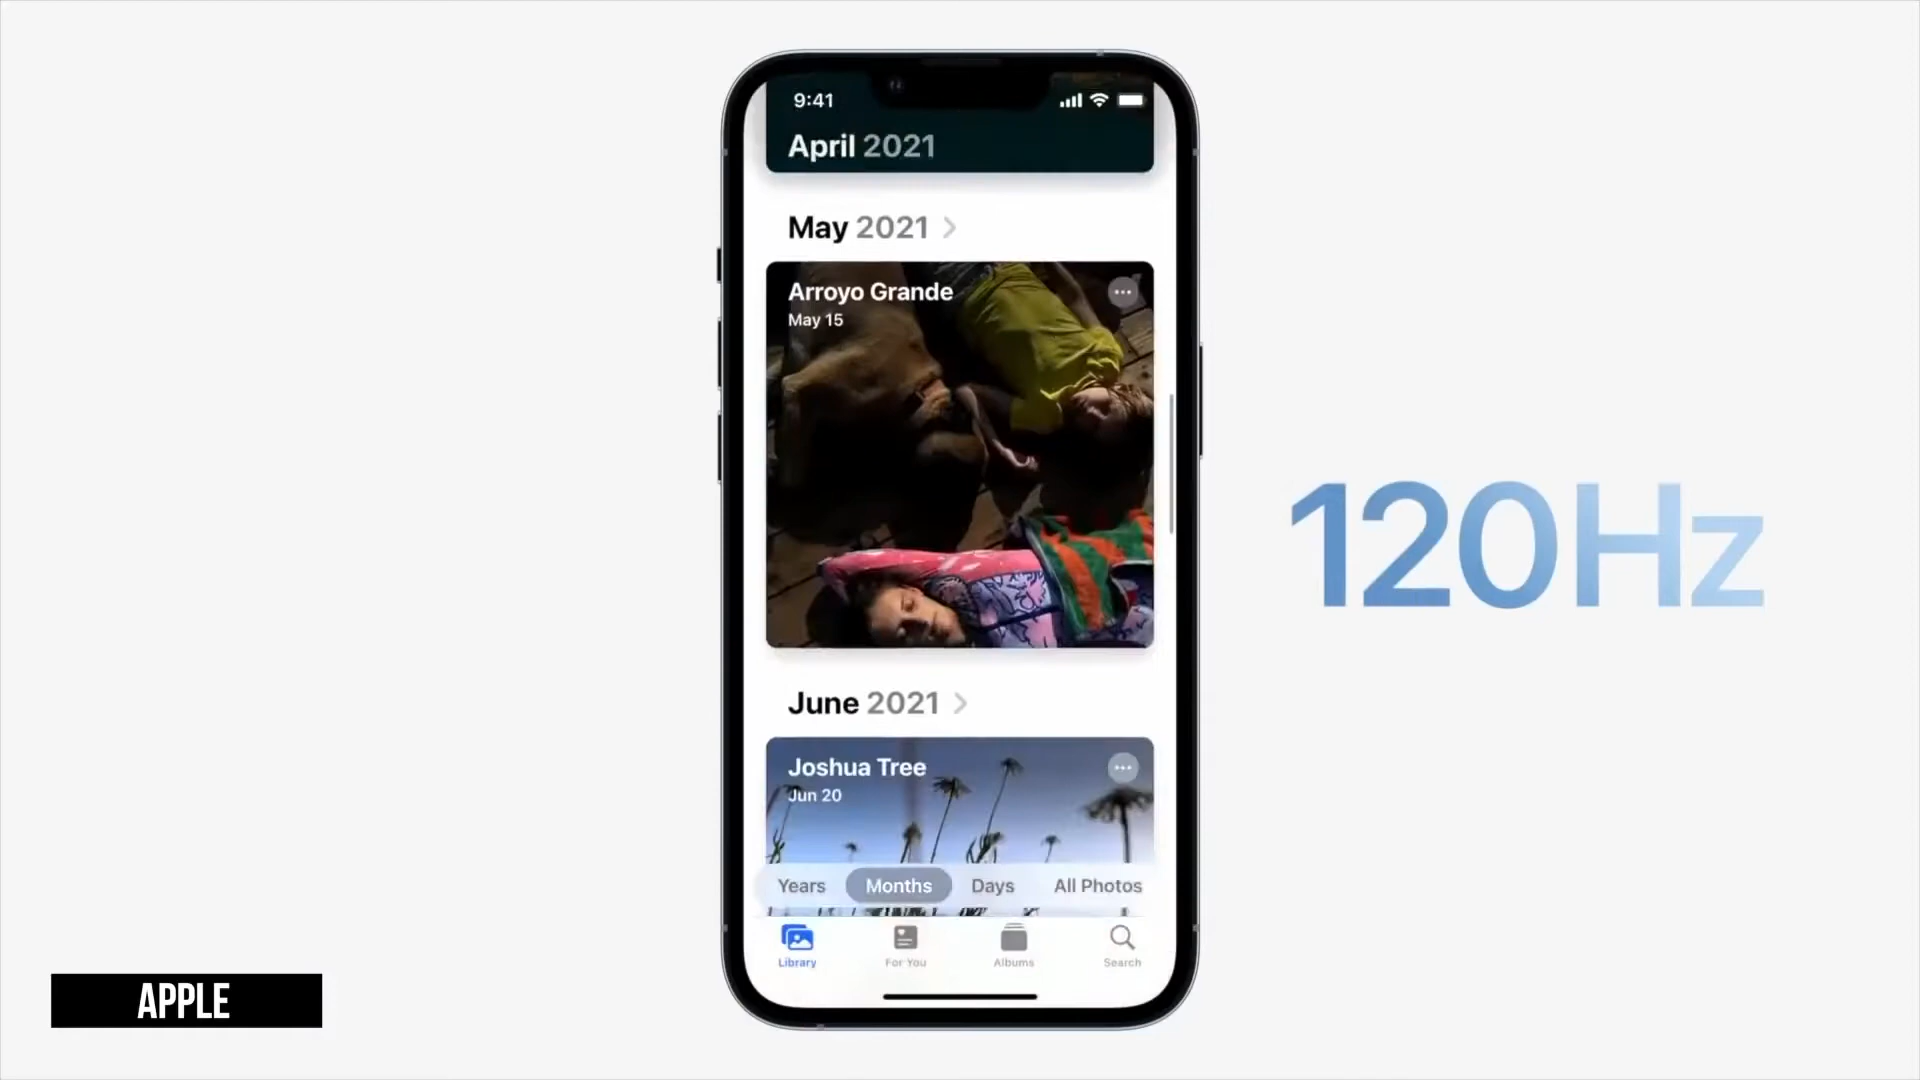 9:41
April 2021
May 2021
Arroyo Grande
May 15
120Hz
June 2021
Joshua Tree
Jun 20
Years Months Days All Photos
Library For You Albums Search
APPLE